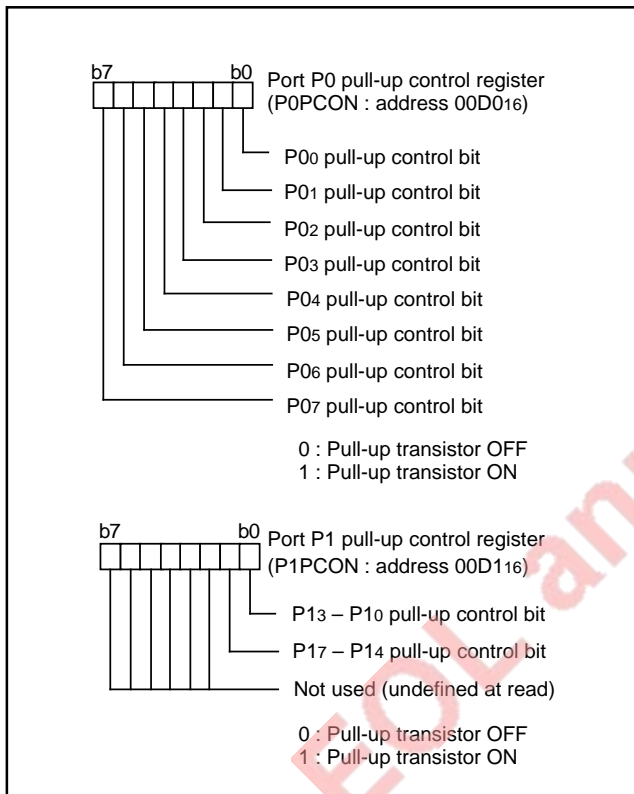 b7 b0
Port P0 pull-up control register
(P0PCON : address 00D016)
P00 pull-up control bit
P01 pull-up control bit
P02 pull-up control bit
P03 pull-up control bit
P04 pull-up control bit
P05 pull-up control bit
P06 pull-up control bit
P07 pull-up control bit
0 : Pull-up transistor OFF
1 : Pull-up transistor ON
b7 b0
Port P1 pull-up control register
(P1PCON : address 00D116)
P13 – P10 pull-up control bit
P17 – P14 pull-up control bit
Not used (undefined at read)
0 : Pull-up transistor OFF
1 : Pull-up transistor ON
EOL